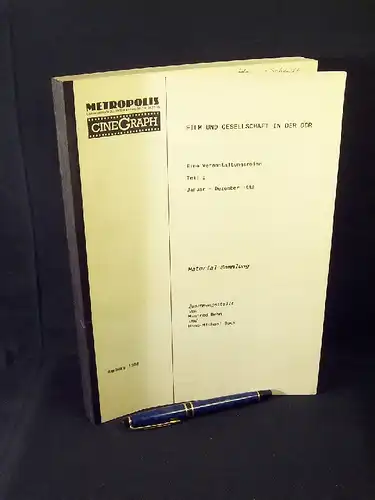 METROPOLIS
CINEGRAPH
FILM UND GESELLSCHAFT IN DER DDR
Eine Veranstaltungsreihe
Teil
Januar - Dezember
Material-Sammlung
Zusammengestellt
von
Manfred Behn
und
Hans-Michael Bock
Hamburg 1988